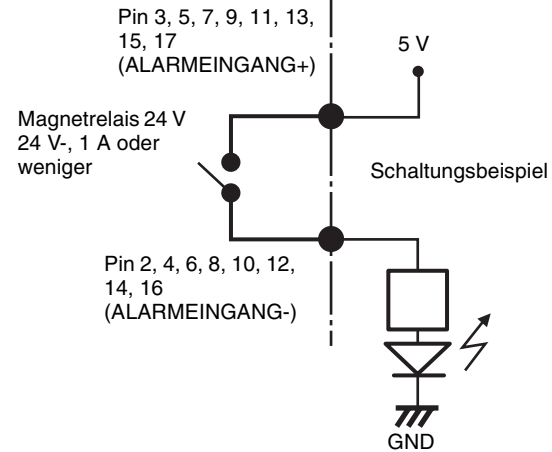 Pin 3, 5, 7, 9, 11, 13,
15, 17
(ALARMEINGANG+)
5 V
Magnetrelais 24 V
24 V-, 1 A oder
weniger
Schaltungsbeispiel
Pin 2, 4, 6, 8, 10, 12,
14, 16
(ALARMEINGANG-)
GND